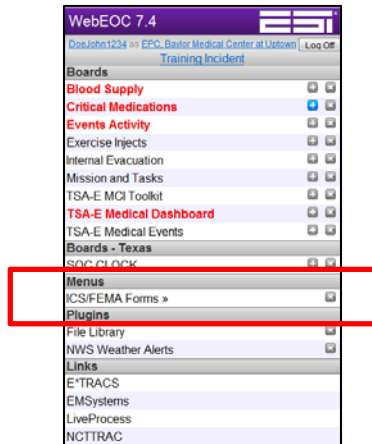 WebEOC 7.4
ESi
DoeJohn1234 as EPC, Baylor Medical Center at Uptown Log Off
Training Incident
Boards
Blood Supply
Critical Medications
Events Activity
Exercise Injects
Internal Evacuation
Mission and Tasks
TSA-E MCI Toolkit
TSA-E Medical Dashboard
TSA-E Medical Events
Boards - Texas
SOC CLOCK
Menus
ICS/FEMA Forms »
Plugins
File Library
NWS Weather Alerts
Links
E*TRACS
EMSystems
LiveProcess
NCTTRAC